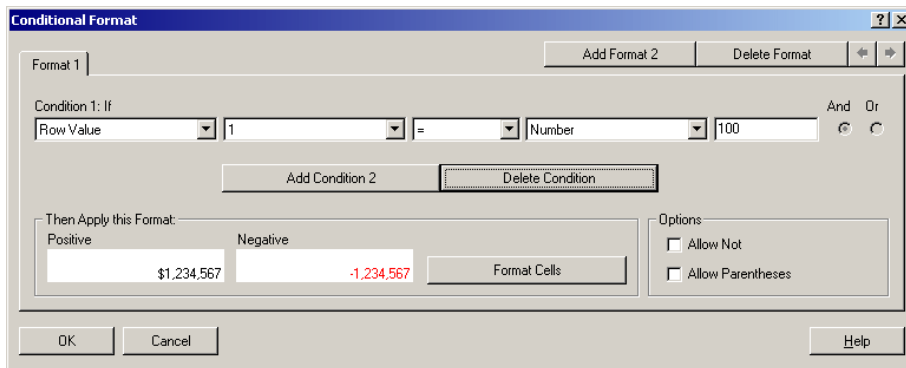 Conditional Format
Add Format 2 Delete Format
Format 1
Condition 1: If And Or
Row Value 1 = Number 100
Add Condition 2 Delete Condition
Then Apply this Format: Options
Positive Negative Allow Not
$1,234,567 -1,234,567 Format Cells Allow Parentheses
OK Cancel Help